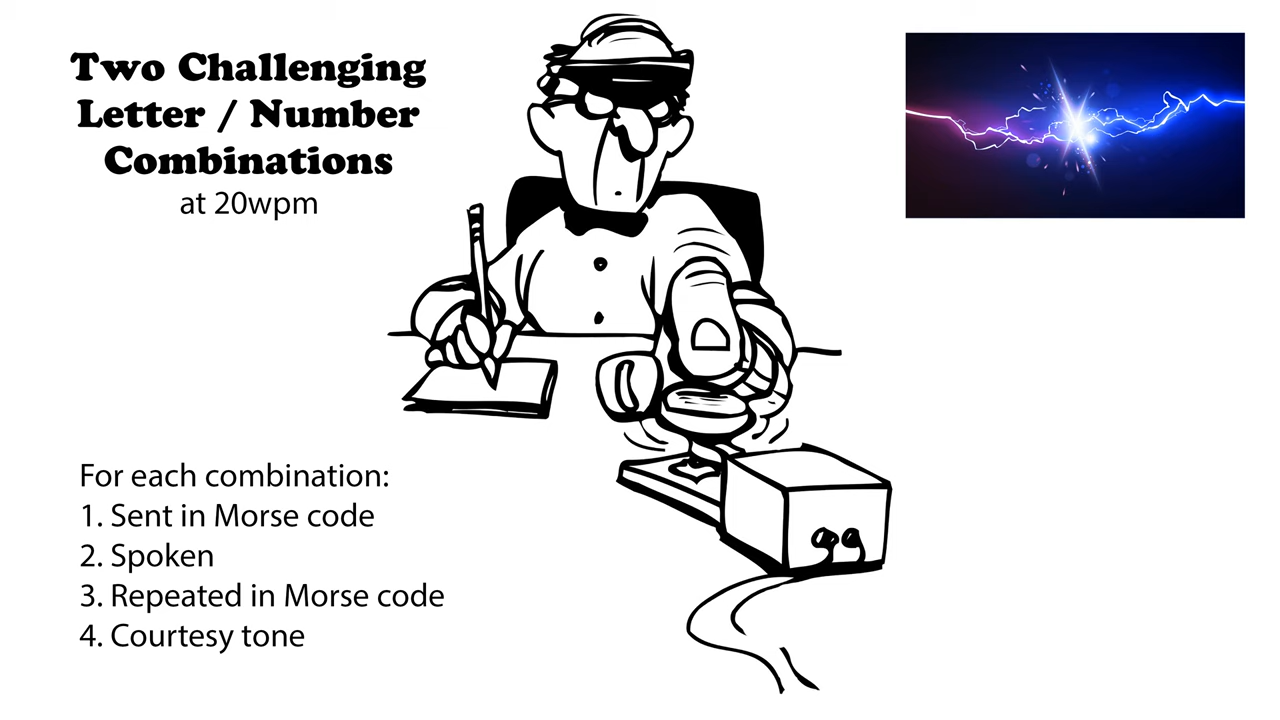 Two Challenging
Letter / Number
Combinations
at 20wpm
For each combination:
1. Sent in Morse code
2. Spoken
3. Repeated in Morse code
4. Courtesy tone